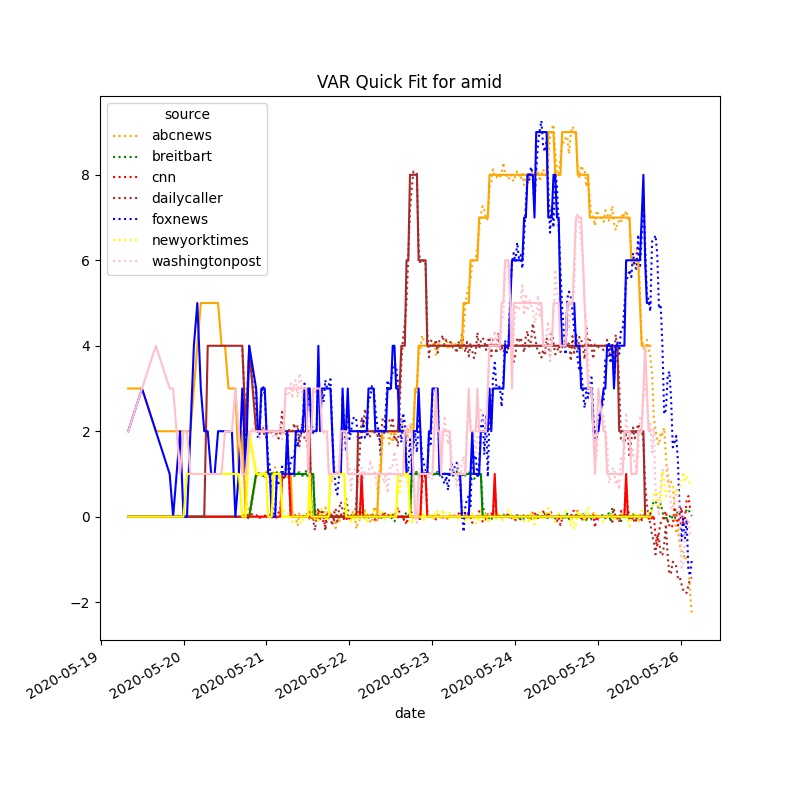 VAR Quick Fit for amid
source
abcnews
breitbart
cnn
dailycaller
foxnews
newyorktimes
washingtonpost
8
6
4
2
0
−2
2020-05-19
2020-05-20
2020-05-21
2020-05-22
2020-05-23
2020-05-24
2020-05-25
2020-05-26
date